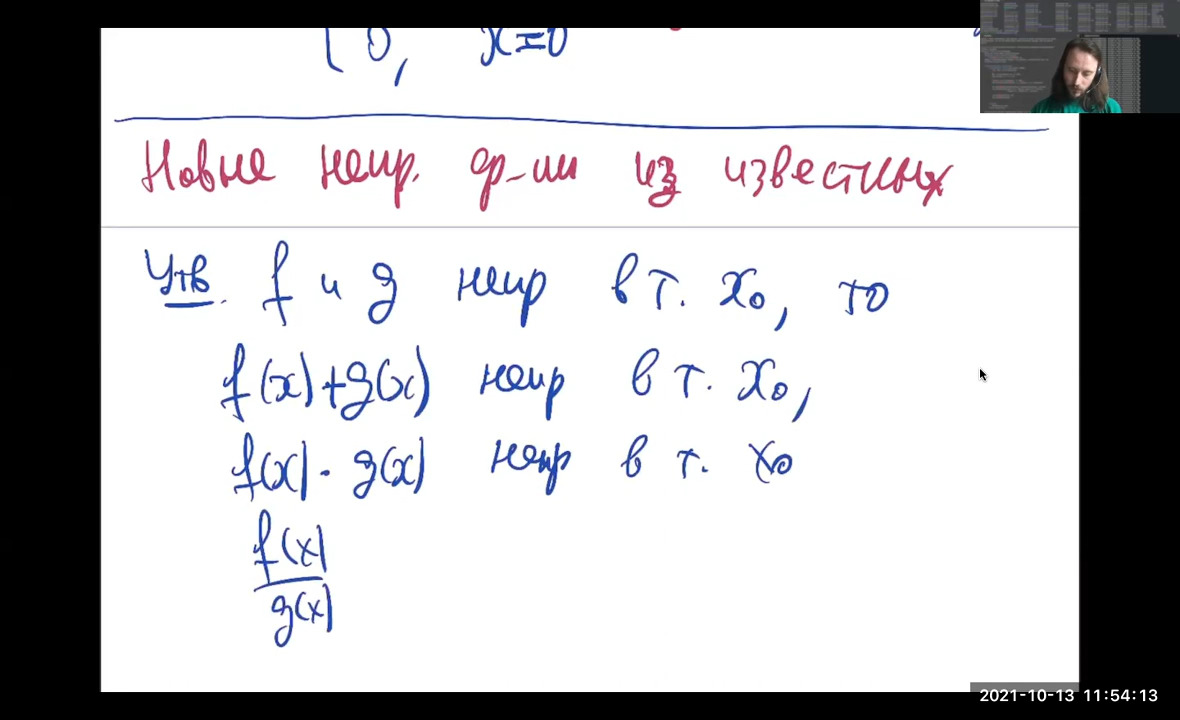 0, x=0
Новые непр. ф-ии из известных
Утв. f и g непр в т. x₀, то
f(x)+g(x) непр в т. x₀,
f(x)·g(x) непр в т. x₀
f(x)
g(x)
2021-10-13 11:54:13